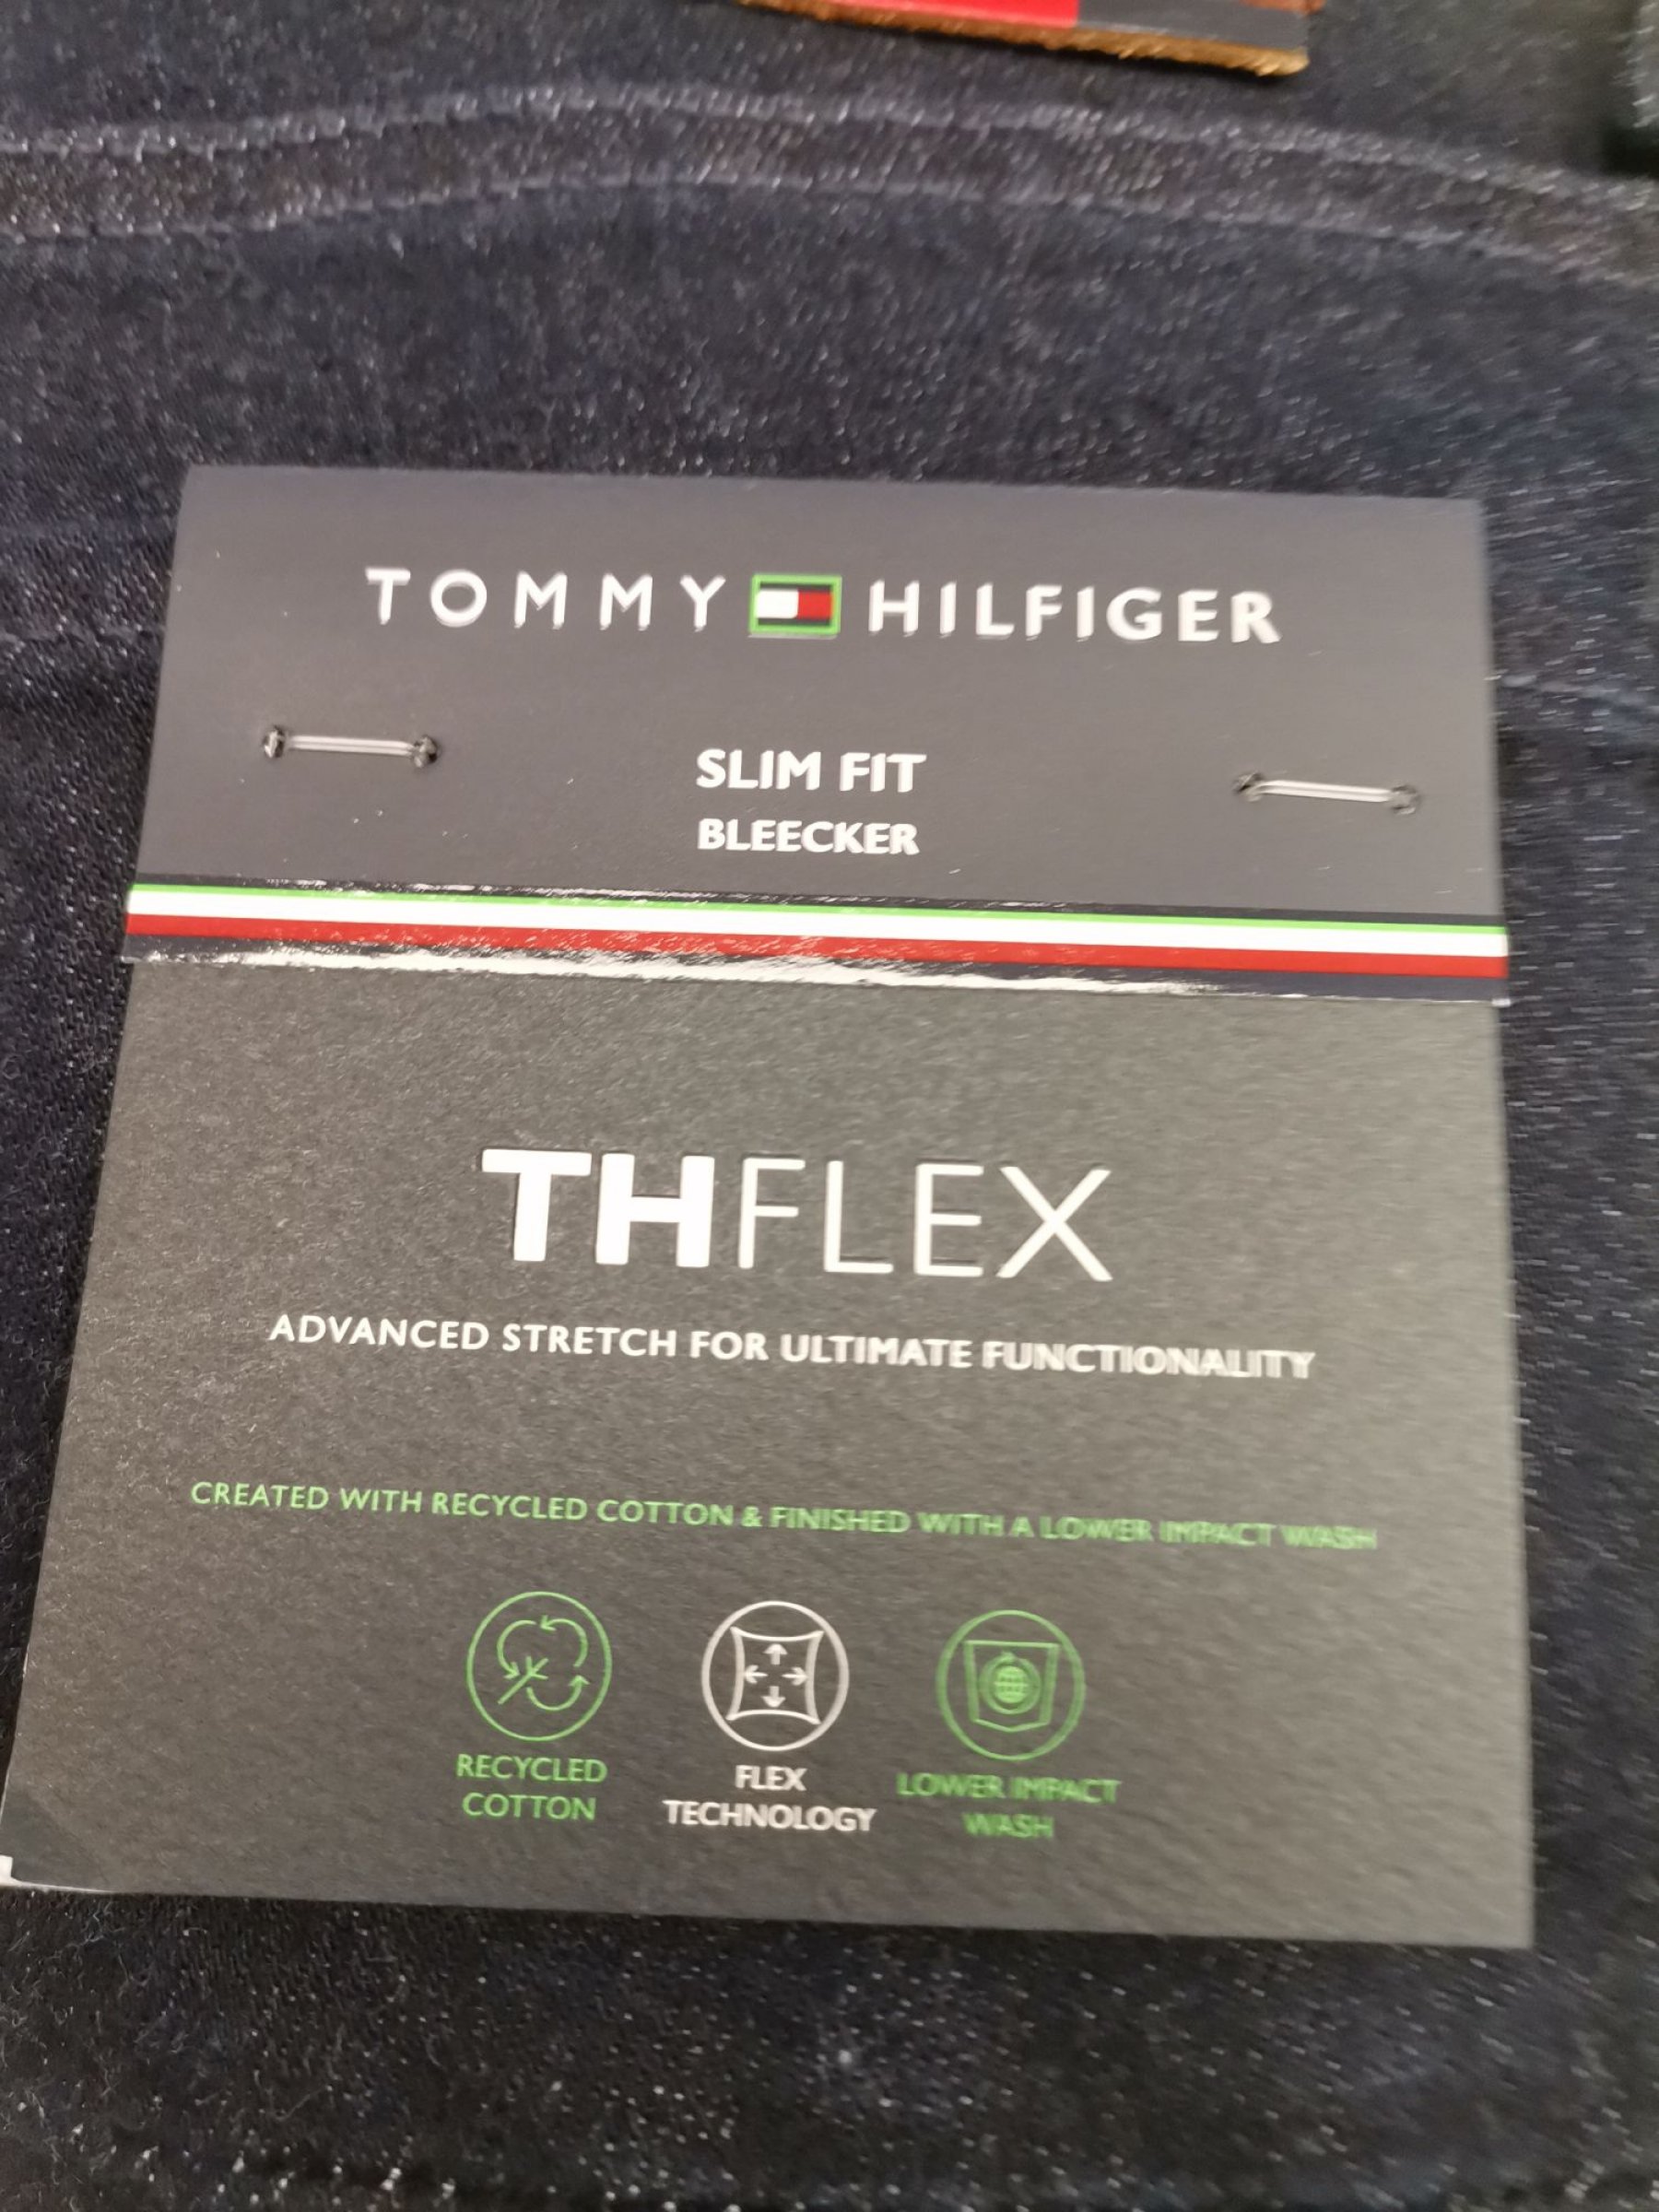 TOMMY HILFIGER
SLIM FIT
BLEECKER
THFLEX
ADVANCED STRETCH FOR ULTIMATE FUNCTIONALITY
CREATED WITH RECYCLED COTTON & FINISHED WITH A LOWER IMPACT WASH
RECYCLED
COTTON
FLEX
TECHNOLOGY
LOWER IMPACT
WASH